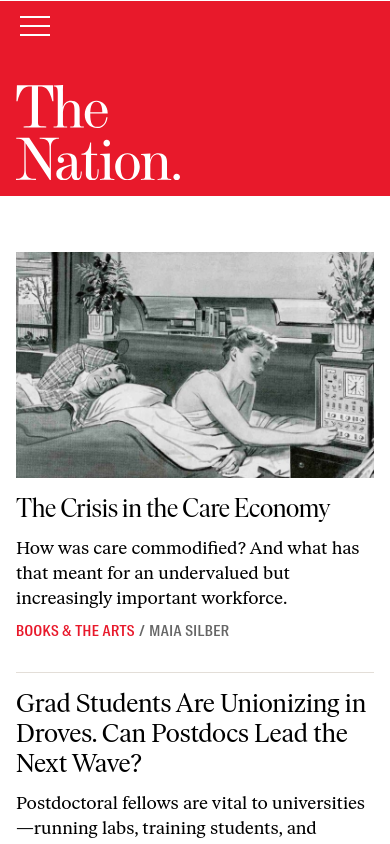 The
Nation.
The Crisis in the Care Economy
How was care commodified? And what has
that meant for an undervalued but
increasingly important workforce.
BOOKS & THE ARTS / MAIA SILBER
Grad Students Are Unionizing in
Droves. Can Postdocs Lead the
Next Wave?
Postdoctoral fellows are vital to universities
—running labs, training students, and